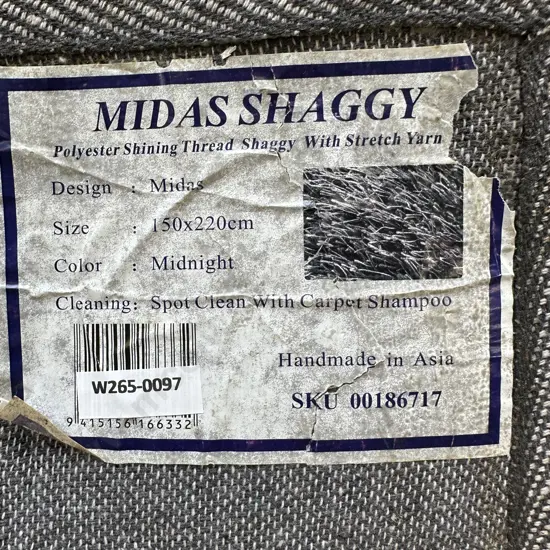 MIDAS SHAGGY
Polyester Shining Thread Shaggy With Stretch Yarn
Design : Midas
Size : 150x220cm
Color : Midnight
Cleaning: Spot Clean With Carpet Shampoo
W265-0097
9 415156 166332
Handmade in Asia
SKU 00186717